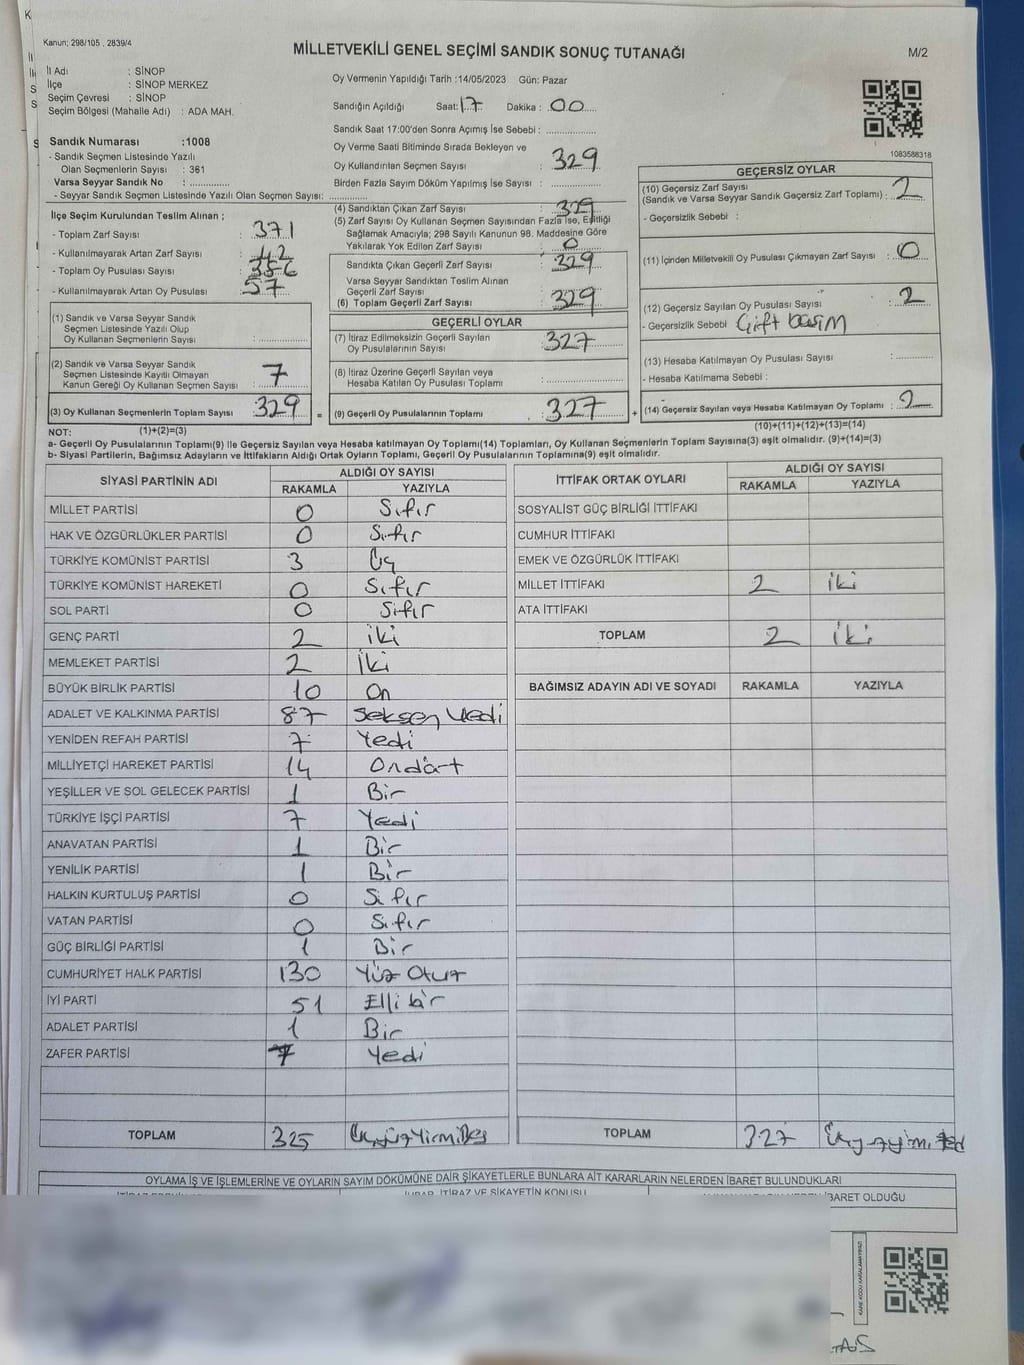 Kanun; 298/105 . 2839/4
MİLLETVEKİLİ GENEL SEÇİMİ SANDIK SONUÇ TUTANAĞI
M/2
İl Adı : SİNOP
İlçe : SİNOP MERKEZ
Seçim Çevresi : SİNOP
Seçim Bölgesi (Mahalle Adı) : ADA MAH.
Oy Vermenin Yapıldığı Tarih :14/05/2023 Gün: Pazar
Sandığın Açıldığı Saat: 17 Dakika : 00
Sandık Saat 17:00'den Sonra Açımış İse Sebebi :
Oy Verme Saati Bitiminde Sırada Bekleyen ve
Oy Kullandırılan Seçmen Sayısı : 329
Birden Fazla Sayım Döküm Yapılmış İse Sayısı :
Sandık Numarası :1008
- Sandık Seçmen Listesinde Yazılı
Olan Seçmenlerin Sayısı : 361
Varsa Seyyar Sandık No :
- Seyyar Sandık Seçmen Listesinde Yazılı Olan Seçmen Sayısı:
1083586318
İlçe Seçim Kurulundan Teslim Alınan ;
- Toplam Zarf Sayısı : 371
- Kullanılmayarak Artan Zarf Sayısı : 42
- Toplam Oy Pusulası Sayısı :
- Kullanılmayarak Artan Oy Pusulası : 57
(4) Sandıktan Çıkan Zarf Sayısı : 329
(5) Zarf Sayısı Oy Kullanan Seçmen Sayısından Fazla İse, Eşitliği
Sağlamak Amacıyla; 298 Sayılı Kanunun 98. Maddesine Göre
Yakılarak Yok Edilen Zarf Sayısı : 0
Sandıkta Çıkan Geçerli Zarf Sayısı : 329
Varsa Seyyar Sandıktan Teslim Alınan
Geçerli Zarf Sayısı
(6) Toplam Geçerli Zarf Sayısı : 329
GEÇERSİZ OYLAR
(10) Geçersiz Zarf Sayısı
(Sandık ve Varsa Seyyar Sandık Geçersiz Zarf Toplamı) : 2
- Geçersizlik Sebebi :
(11) İçinden Milletvekili Oy Pusulası Çıkmayan Zarf Sayısı : 0
(12) Geçersiz Sayılan Oy Pusulası Sayısı : 2
- Geçersizlik Sebebi Çift basım
(13) Hesaba Katılmayan Oy Pusulası Sayısı :
- Hesaba Katılmama Sebebi :
(14) Geçersiz Sayılan veya Hesaba Katılmayan Oy Toplamı : 2
(1) Sandık ve Varsa Seyyar Sandık
Seçmen Listesinde Yazılı Olup
Oy Kullanan Seçmenlerin Sayısı :
(2) Sandık ve Varsa Seyyar Sandık
Seçmen Listesinde Kayıtlı Olmayan
Kanun Gereği Oy Kullanan Seçmen Sayısı : 7
(3) Oy Kullanan Seçmenlerin Toplam Sayısı 329 =
GEÇERLİ OYLAR
(7) İtiraz Edilmeksizin Geçerli Sayılan
Oy Pusulalarının Sayısı : 327
(8) İtiraz Üzerine Geçerli Sayılan veya
Hesaba Katılan Oy Pusulası Toplamı :
(9) Geçerli Oy Pusulalarının Toplamı : 327 +
NOT: (1)+(2)=(3)
(10)+(11)+(12)+(13)=(14)
a- Geçerli Oy Pusulalarının Toplamı(9) ile Geçersiz Sayılan veya Hesaba katılmayan Oy Toplamı(14) Toplamları, Oy Kullanan Seçmenlerin Toplam Sayısına(3) eşit olmalıdır. (9)+(14)=(3)
b- Siyasi Partilerin, Bağımsız Adayların ve İttifakların Aldığı Ortak Oyların Toplamı, Geçerli Oy Pusulalarının Toplamına(9) eşit olmalıdır.
SİYASİ PARTİNİN ADI ALDIĞI OY SAYISI
RAKAMLA YAZIYLA
MİLLET PARTİSİ 0 Sıfır
HAK VE ÖZGÜRLÜKLER PARTİSİ 0 Sıfır
TÜRKİYE KOMÜNİST PARTİSİ 3 Üç
TÜRKİYE KOMÜNİST HAREKETİ 0 Sıfır
SOL PARTİ 0 Sıfır
GENÇ PARTİ 2 iki
MEMLEKET PARTİSİ 2 İki
BÜYÜK BİRLİK PARTİSİ 10 On
ADALET VE KALKINMA PARTİSİ 87 Seksen Yedi
YENİDEN REFAH PARTİSİ 7 Yedi
MİLLİYETÇİ HAREKET PARTİSİ 14 Ondört
YEŞİLLER VE SOL GELECEK PARTİSİ 1 Bir
TÜRKİYE İŞÇİ PARTİSİ 7 Yedi
ANAVATAN PARTİSİ 1 Bir
YENİLİK PARTİSİ 1 Bir
HALKIN KURTULUŞ PARTİSİ 0 Sıfır
VATAN PARTİSİ 0 Sıfır
GÜÇ BİRLİĞİ PARTİSİ 1 Bir
CUMHURİYET HALK PARTİSİ 130 Yüz Otuz
İYİ PARTİ 51 Elli bir
ADALET PARTİSİ 1 Bir
ZAFER PARTİSİ 7 Yedi
TOPLAM 325 Üçyüz Yirmi Beş
İTTİFAK ORTAK OYLARI ALDIĞI OY SAYISI
RAKAMLA YAZIYLA
SOSYALİST GÜÇ BİRLİĞİ İTTİFAKI
CUMHUR İTTİFAKI
EMEK VE ÖZGÜRLÜK İTTİFAKI
MİLLET İTTİFAKI 2 iki
ATA İTTİFAKI
TOPLAM 2 İki
BAĞIMSIZ ADAYIN ADI VE SOYADI RAKAMLA YAZIYLA
TOPLAM 327
OYLAMA İŞ VE İŞLEMLERİNE VE OYLARIN SAYIM DÖKÜMÜNE DAİR ŞİKAYETLERLE BUNLARA AİT KARARLARIN NELERDEN İBARET BULUNDUKLARI
İTİRAZ VE ŞİKAYETİN KONUSU
İBARET OLDUĞU
KARE KODU KARALAMAYINIZ!